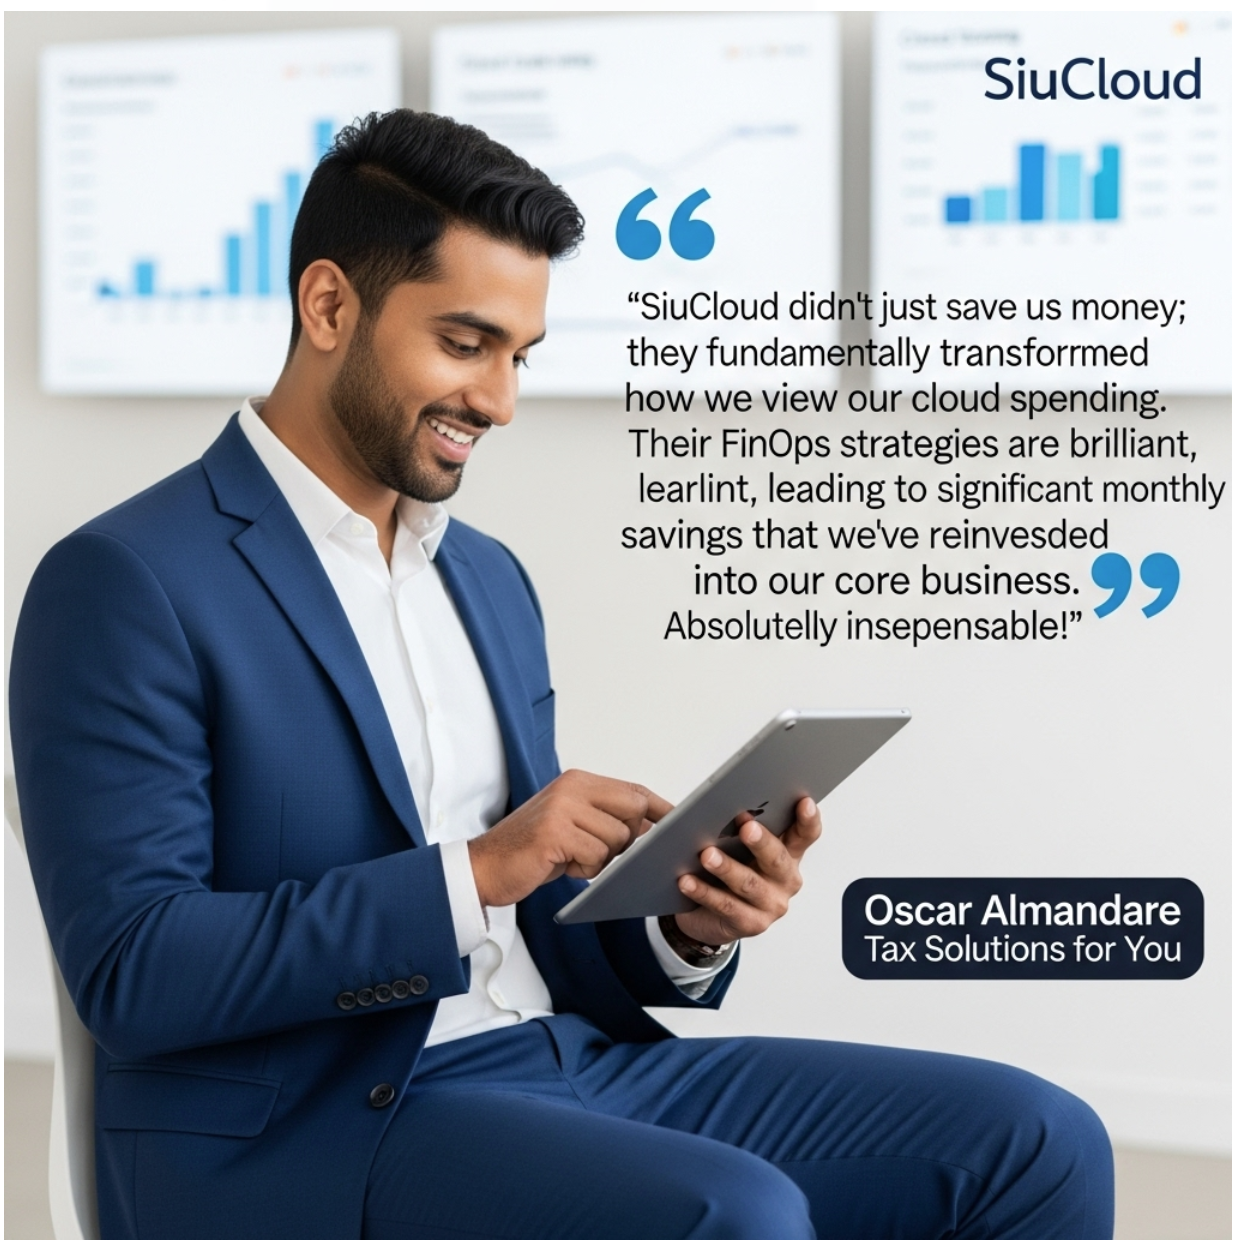 SiuCloud
“SiuCloud didn't just save us money;
they fundamentally transforrmed
how we view our cloud spending.
Their FinOps strategies are brilliant,
learlint, leading to significant monthly
savings that we've reinvesded
into our core business.
Absolutelly insepensable!”
Oscar Almandare
Tax Solutions for You